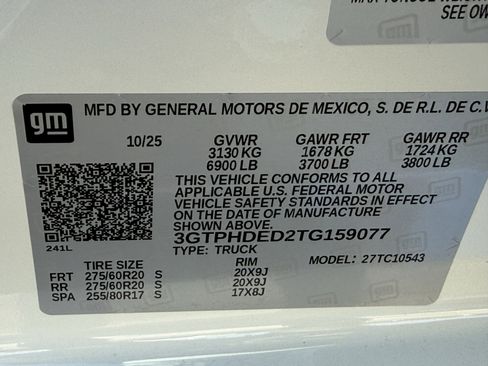 SEE OW
gm
MFD BY GENERAL MOTORS DE MEXICO, S. DE R.L. DE C.V
10/25 GVWR GAWR FRT GAWR RR
3130 KG 1678 KG 1724 KG
6900 LB 3700 LB 3800 LB
THIS VEHICLE CONFORMS TO ALL
APPLICABLE U.S. FEDERAL MOTOR
VEHICLE SAFETY STANDARDS IN EFFECT
ON THE DATE OF MANUFACTURE
SHOWN ABOVE.
3GTPHDED2TG159077
TYPE: TRUCK MODEL: 27TC10543
241L
TIRE SIZE RIM
FRT 275/60R20 S 20X9J
RR 275/60R20 S 20X9J
SPA 255/80R17 S 17X8J